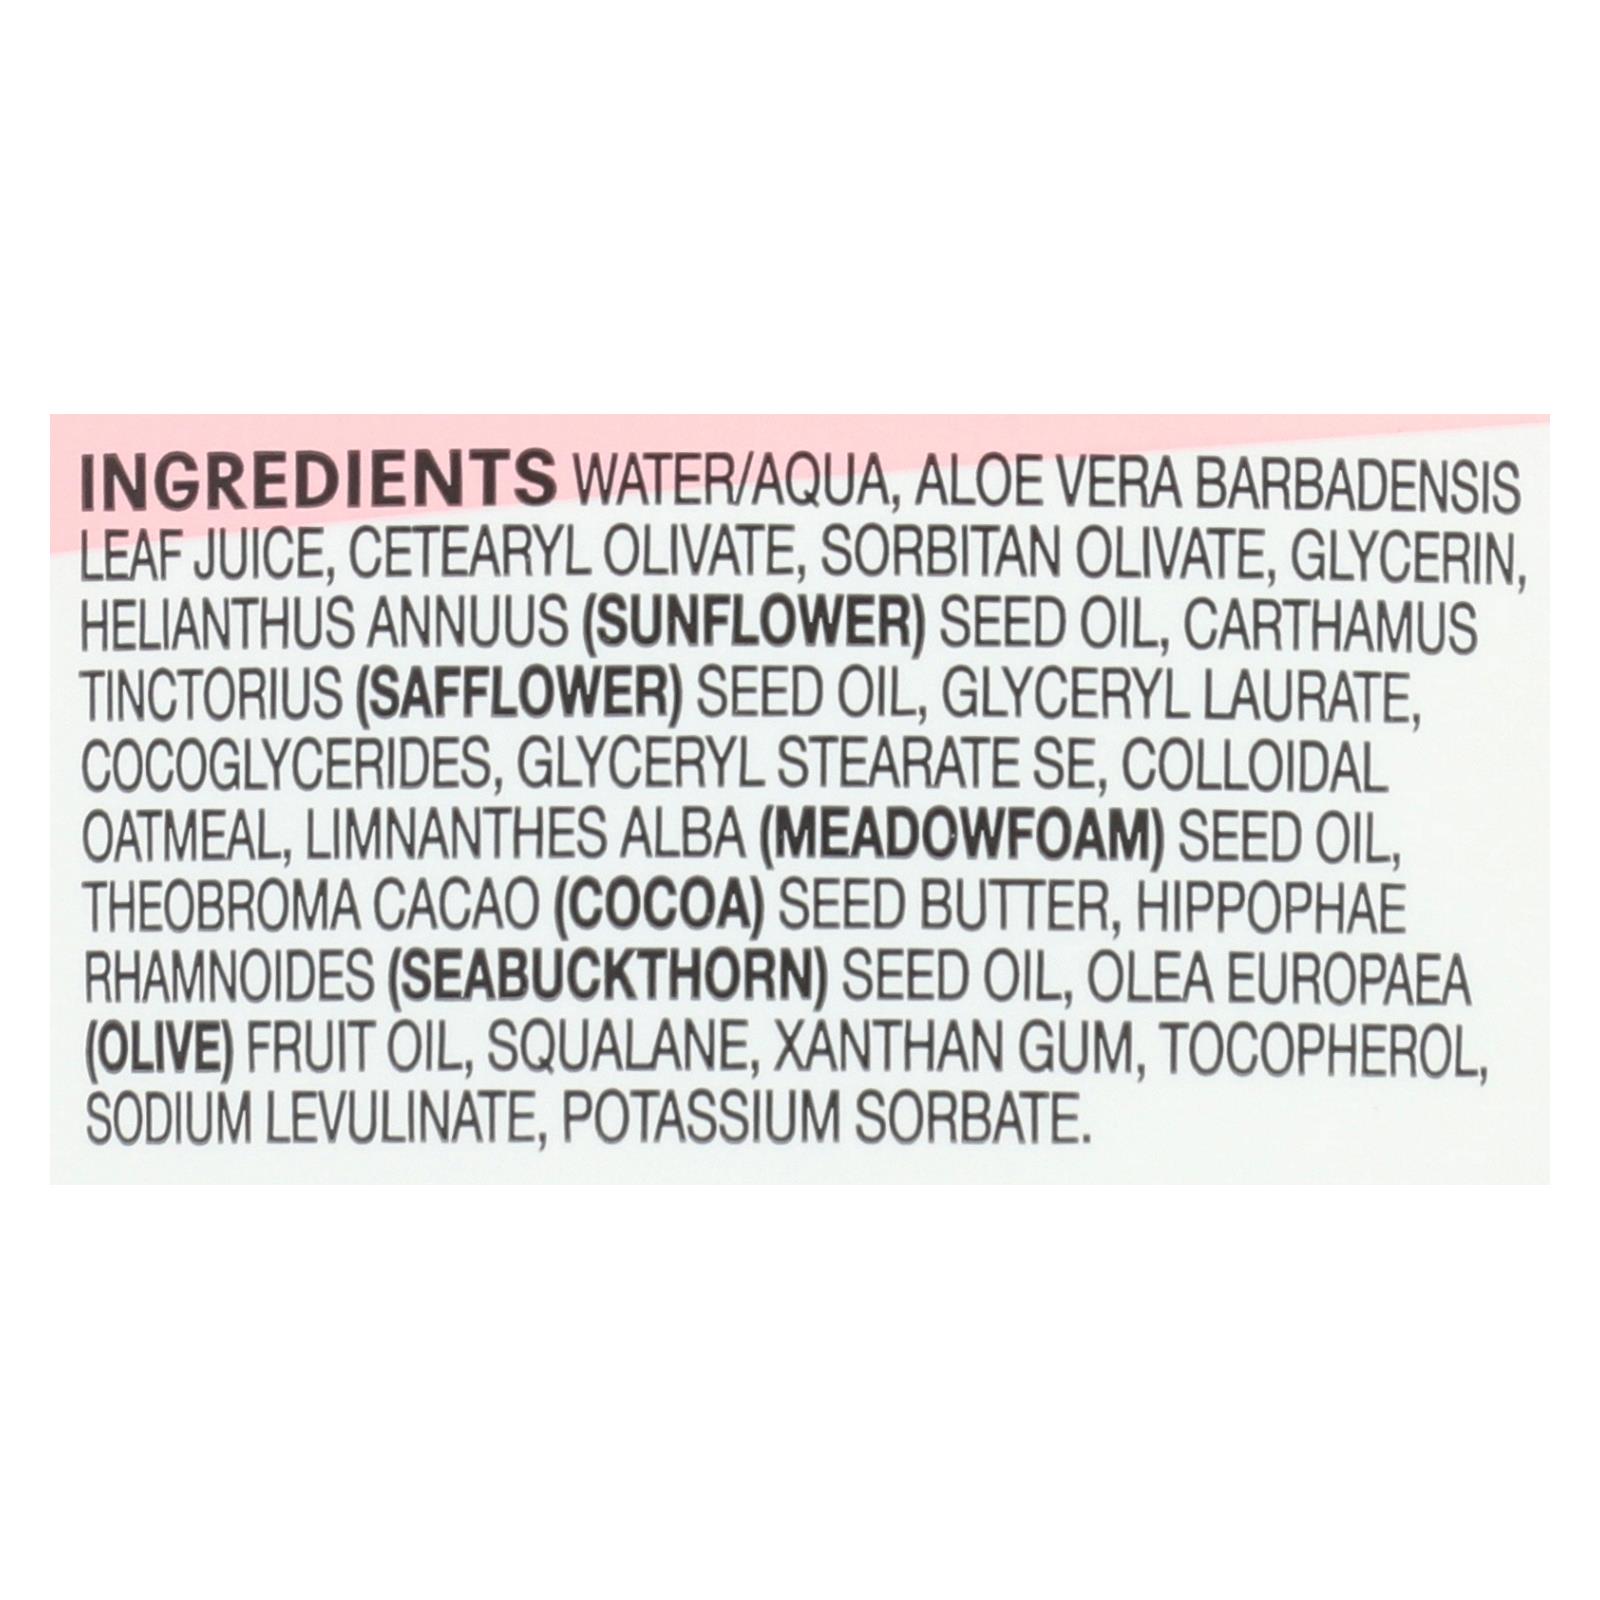 INGREDIENTS WATER/AQUA, ALOE VERA BARBADENSIS
LEAF JUICE, CETEARYL OLIVATE, SORBITAN OLIVATE, GLYCERIN,
HELIANTHUS ANNUUS (SUNFLOWER) SEED OIL, CARTHAMUS
TINCTORIUS (SAFFLOWER) SEED OIL, GLYCERYL LAURATE,
COCOGLYCERIDES, GLYCERYL STEARATE SE, COLLOIDAL
OATMEAL, LIMNANTHES ALBA (MEADOWFOAM) SEED OIL,
THEOBROMA CACAO (COCOA) SEED BUTTER, HIPPOPHAE
RHAMNOIDES (SEABUCKTHORN) SEED OIL, OLEA EUROPAEA
(OLIVE) FRUIT OIL, SQUALANE, XANTHAN GUM, TOCOPHEROL,
SODIUM LEVULINATE, POTASSIUM SORBATE.